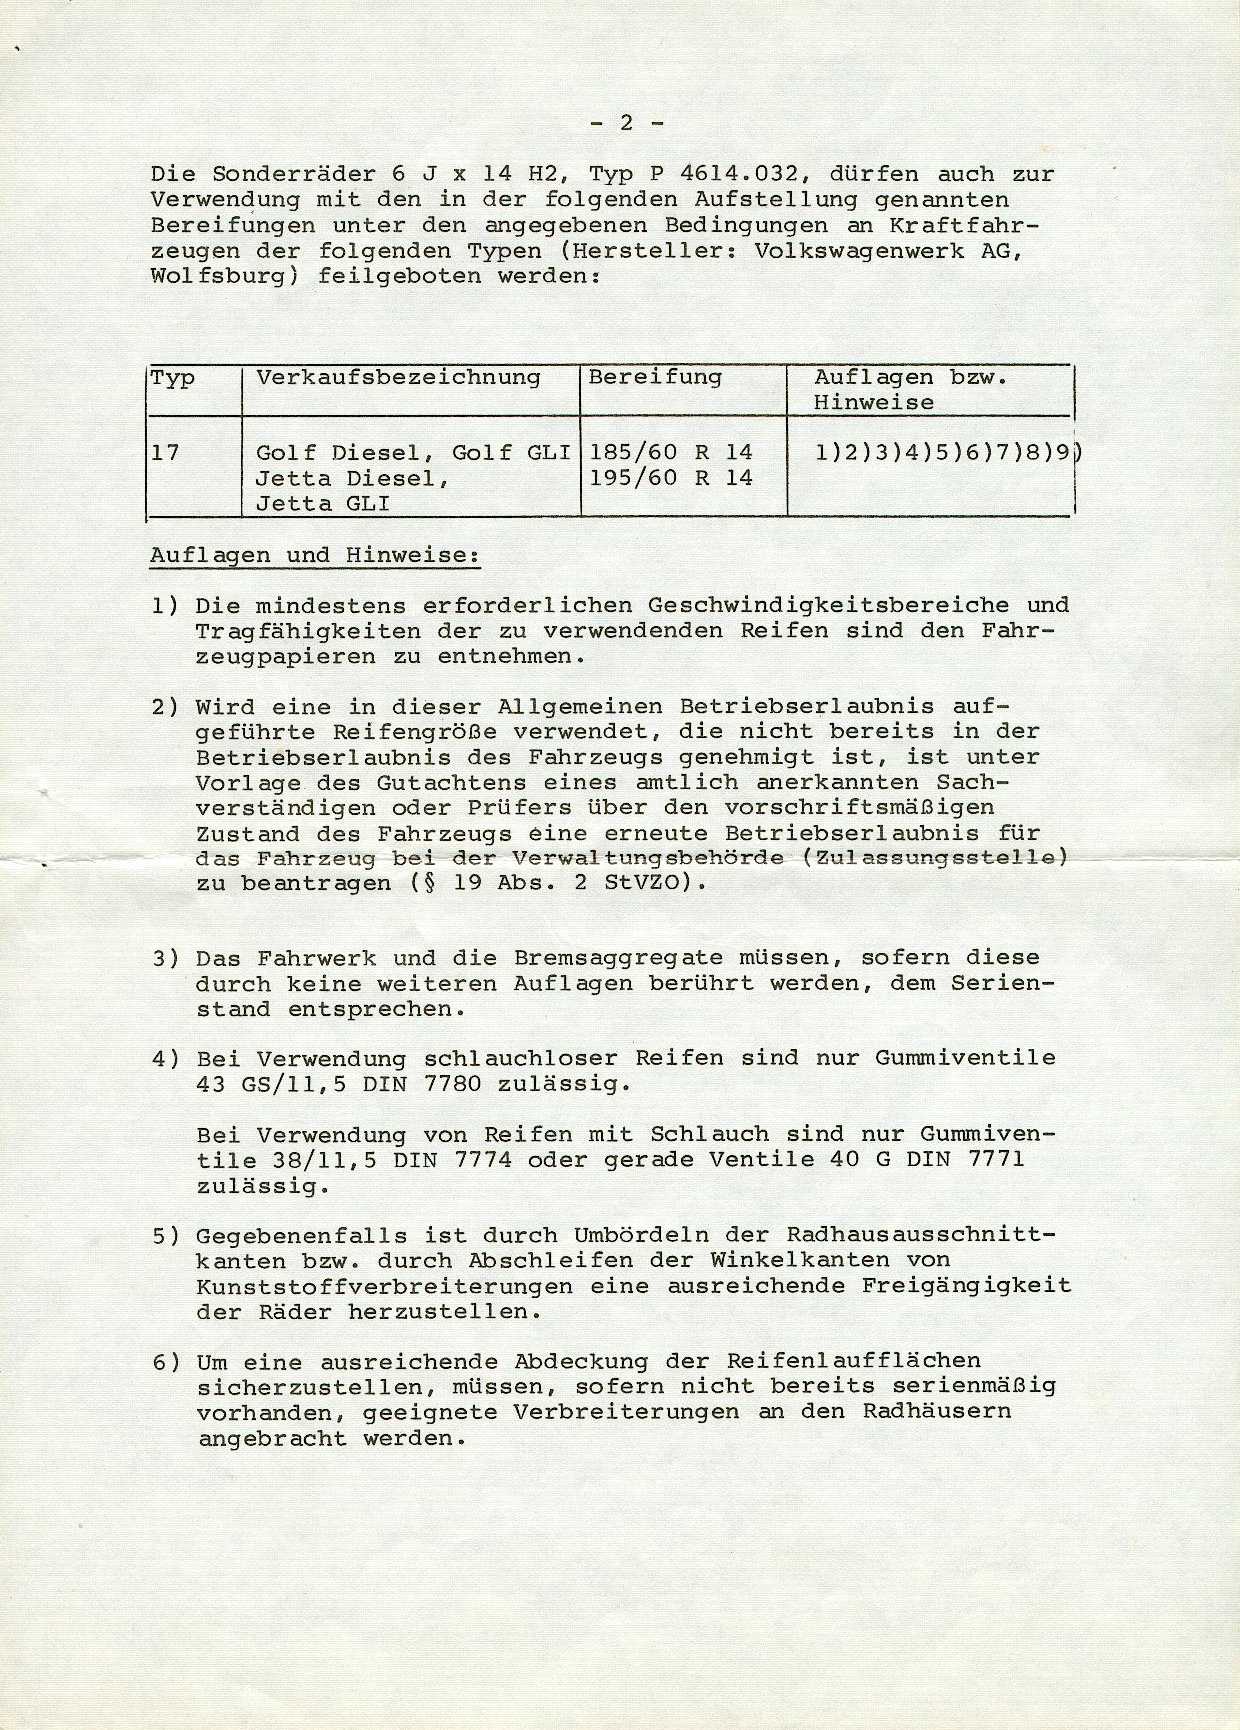 - 2 -
Die Sonderräder 6 J x 14 H2, Typ P 4614.032, dürfen auch zur
Verwendung mit den in der folgenden Aufstellung genannten
Bereifungen unter den angegebenen Bedingungen an Kraftfahr-
zeugen der folgenden Typen (Hersteller: Volkswagenwerk AG,
Wolfsburg) feilgeboten werden:
Typ Verkaufsbezeichnung Bereifung Auflagen bzw.
Hinweise
17 Golf Diesel, Golf GLI 185/60 R 14 1)2)3)4)5)6)7)8)9)
Jetta Diesel, 195/60 R 14
Jetta GLI
Auflagen und Hinweise:
1) Die mindestens erforderlichen Geschwindigkeitsbereiche und
Tragfähigkeiten der zu verwendenden Reifen sind den Fahr-
zeugpapieren zu entnehmen.
2) Wird eine in dieser Allgemeinen Betriebserlaubnis auf-
geführte Reifengröße verwendet, die nicht bereits in der
Betriebserlaubnis des Fahrzeugs genehmigt ist, ist unter
Vorlage des Gutachtens eines amtlich anerkannten Sach-
verständigen oder Prüfers über den vorschriftsmäßigen
Zustand des Fahrzeugs eine erneute Betriebserlaubnis für
das Fahrzeug bei der Verwaltungsbehörde (Zulassungsstelle)
zu beantragen (§ 19 Abs. 2 StVZO).
3) Das Fahrwerk und die Bremsaggregate müssen, sofern diese
durch keine weiteren Auflagen berührt werden, dem Serien-
stand entsprechen.
4) Bei Verwendung schlauchloser Reifen sind nur Gummiventile
43 GS/11,5 DIN 7780 zulässig.
Bei Verwendung von Reifen mit Schlauch sind nur Gummiven-
tile 38/11,5 DIN 7774 oder gerade Ventile 40 G DIN 7771
zulässig.
5) Gegebenenfalls ist durch Umbördeln der Radhausausschnitt-
kanten bzw. durch Abschleifen der Winkelkanten von
Kunststoffverbreiterungen eine ausreichende Freigängigkeit
der Räder herzustellen.
6) Um eine ausreichende Abdeckung der Reifenlaufflächen
sicherzustellen, müssen, sofern nicht bereits serienmäßig
vorhanden, geeignete Verbreiterungen an den Radhäusern
angebracht werden.